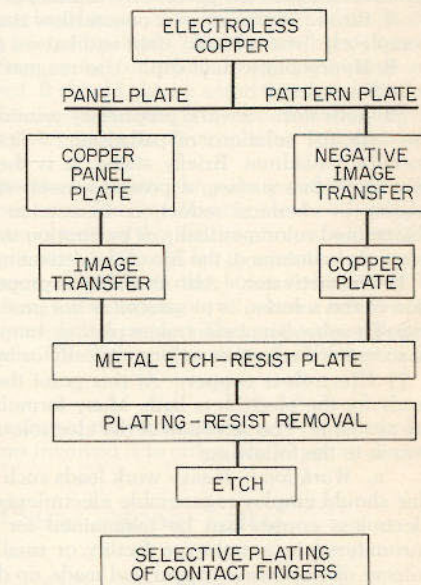 ELECTROLESS
COPPER
PANEL PLATE
PATTERN PLATE
COPPER
PANEL
PLATE
NEGATIVE
IMAGE
TRANSFER
IMAGE
TRANSFER
COPPER
PLATE
METAL ETCH-RESIST PLATE
PLATING-RESIST REMOVAL
ETCH
SELECTIVE PLATING
OF CONTACT FINGERS